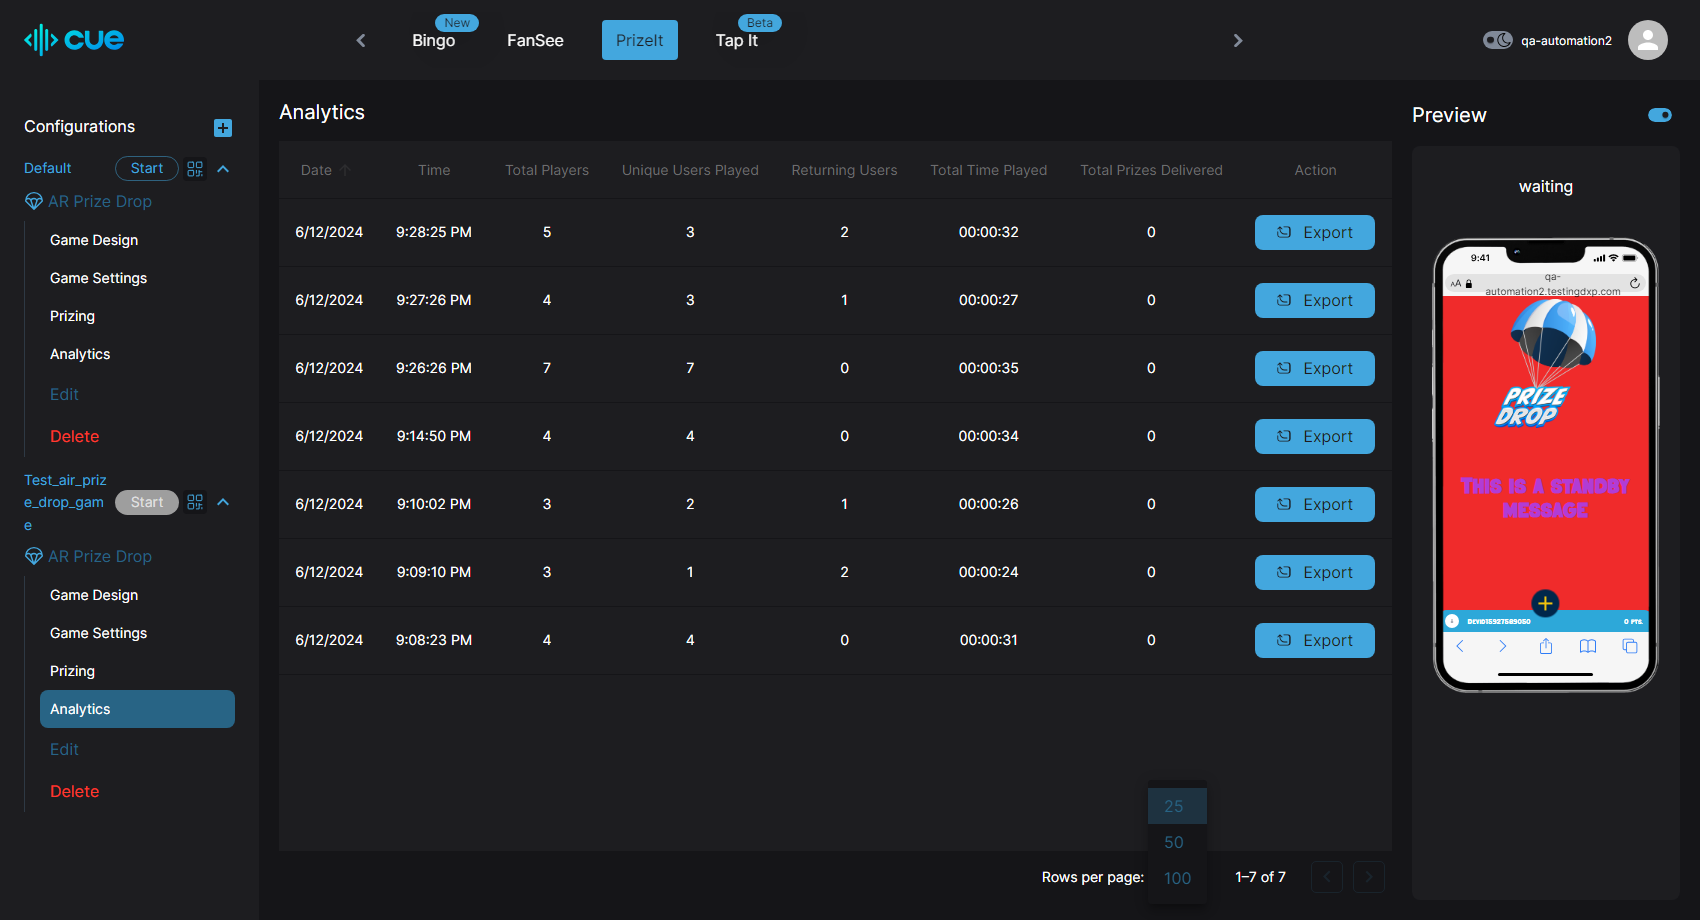 cue
New
Bingo
FanSee
PrizeIt
Beta
Tap It
qa-automation2
Configurations
Default
Start
AR Prize Drop
Game Design
Game Settings
Prizing
Analytics
Edit
Delete
Test_air_priz
e_drop_gam
e
Start
AR Prize Drop
Game Design
Game Settings
Prizing
Analytics
Edit
Delete
Analytics
Date Time Total Players Unique Users Played Returning Users Total Time Played Total Prizes Delivered Action
6/12/2024 9:28:25 PM 5 3 2 00:00:32 0 Export
6/12/2024 9:27:26 PM 4 3 1 00:00:27 0 Export
6/12/2024 9:26:26 PM 7 7 0 00:00:35 0 Export
6/12/2024 9:14:50 PM 4 4 0 00:00:34 0 Export
6/12/2024 9:10:02 PM 3 2 1 00:00:26 0 Export
6/12/2024 9:09:10 PM 3 1 2 00:00:24 0 Export
6/12/2024 9:08:23 PM 4 4 0 00:00:31 0 Export
25
50
100
Rows per page:
1–7 of 7
Preview
waiting
9:41
AA
qa-
automation2.testingdxp.com
PRIZE
DROP
THIS IS A STANDBY
MESSAGE
0 PTS.